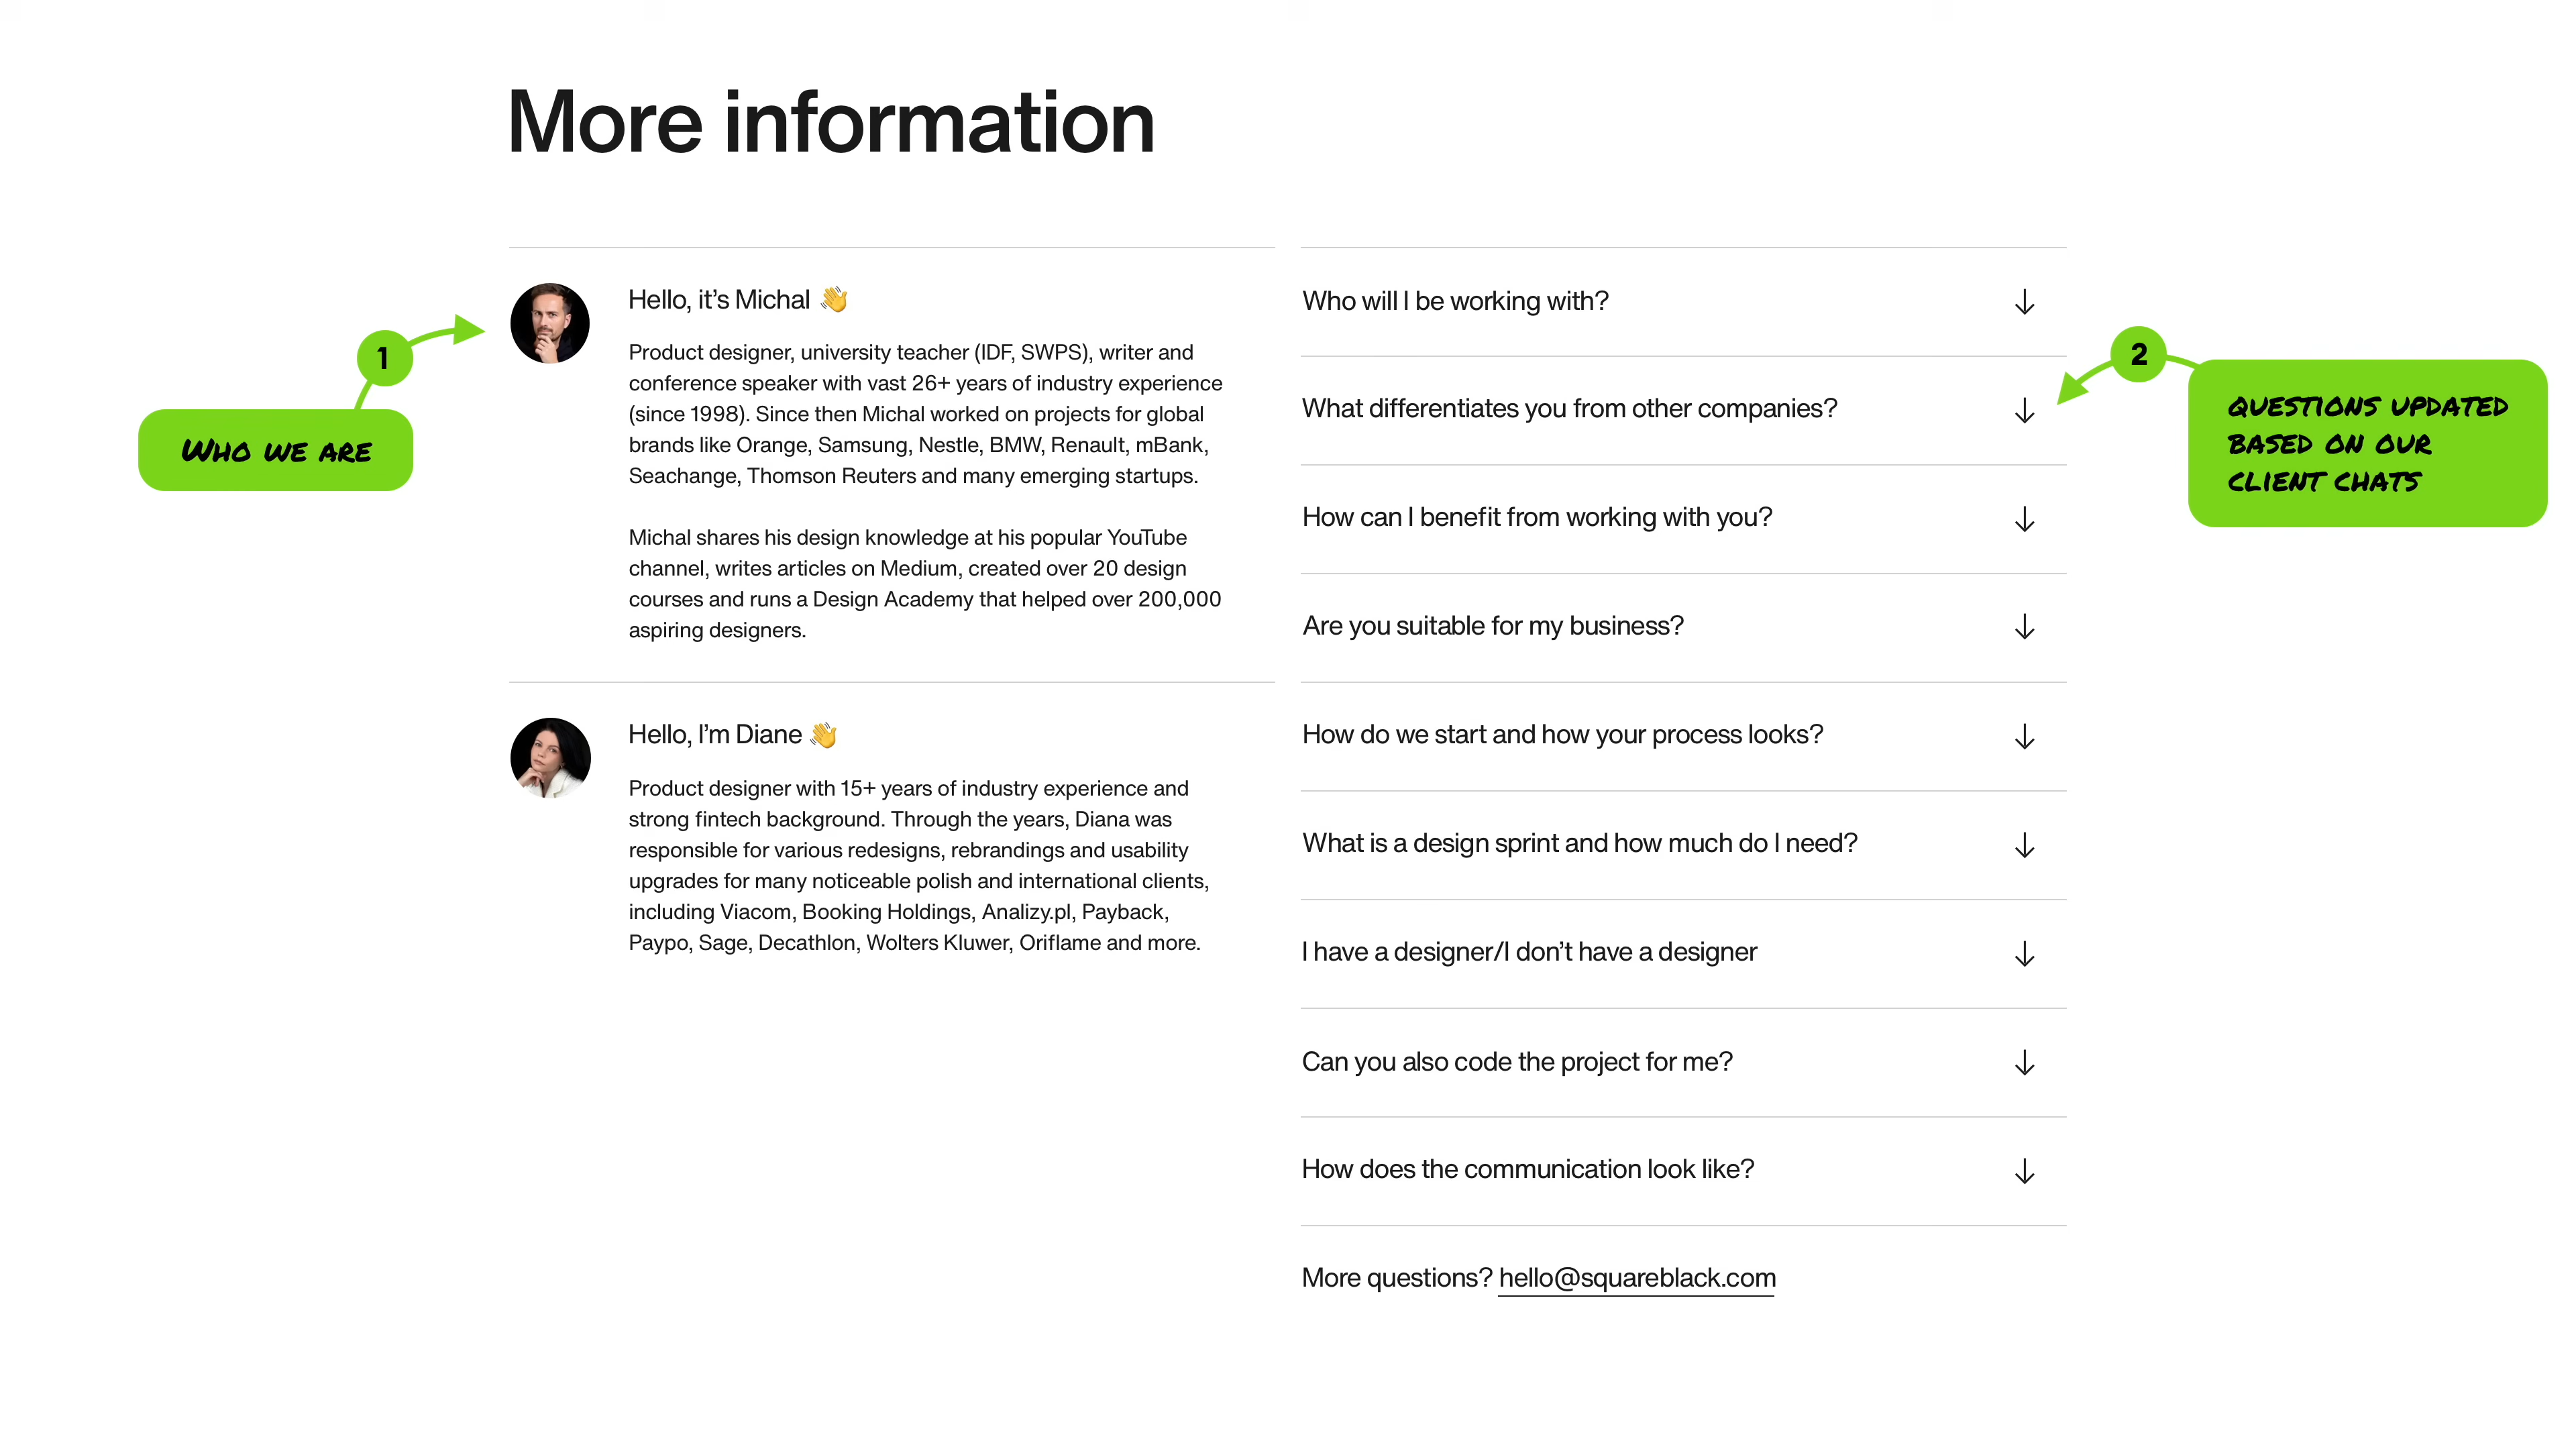 More information
1
Who we are
Hello, it’s Michal 👋
Product designer, university teacher (IDF, SWPS), writer and
conference speaker with vast 26+ years of industry experience
(since 1998). Since then Michal worked on projects for global
brands like Orange, Samsung, Nestle, BMW, Renault, mBank,
Seachange, Thomson Reuters and many emerging startups.
Michal shares his design knowledge at his popular YouTube
channel, writes articles on Medium, created over 20 design
courses and runs a Design Academy that helped over 200,000
aspiring designers.
Hello, I’m Diane 👋
Product designer with 15+ years of industry experience and
strong fintech background. Through the years, Diana was
responsible for various redesigns, rebrandings and usability
upgrades for many noticeable polish and international clients,
including Viacom, Booking Holdings, Analizy.pl, Payback,
Paypo, Sage, Decathlon, Wolters Kluwer, Oriflame and more.
Who will I be working with?
What differentiates you from other companies?
How can I benefit from working with you?
Are you suitable for my business?
How do we start and how your process looks?
What is a design sprint and how much do I need?
I have a designer/I don’t have a designer
Can you also code the project for me?
How does the communication look like?
More questions? hello@squareblack.com
2
QUESTIONS UPDATED
BASED ON OUR
CLIENT CHATS